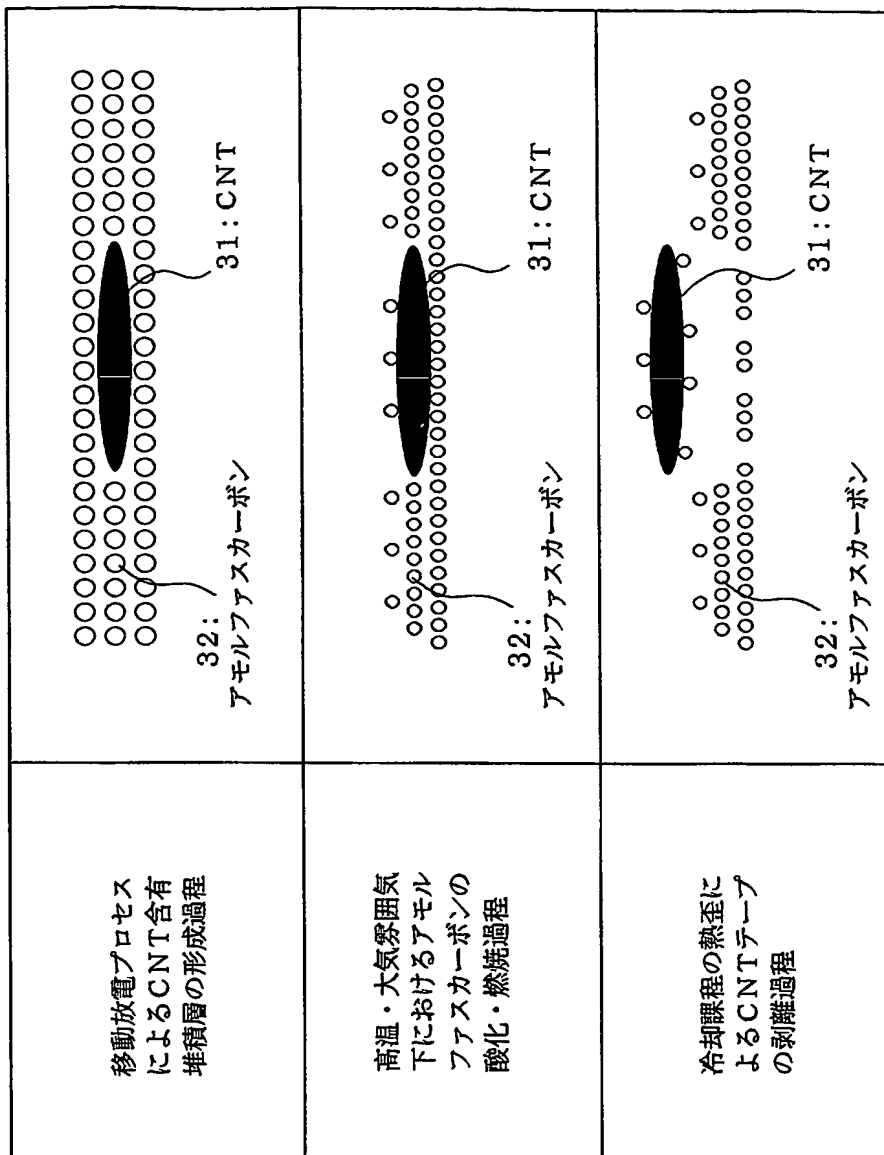 移動放電プロセス
によるCNT含有
堆積層の形成過程
32:
アモルファスカーボン
31:CNT
高温・大気雰囲気
下におけるアモル
ファスカーボンの
酸化・燃焼過程
32:
アモルファスカーボン
31:CNT
冷却課程の熱歪に
よるCNTテープ
の剥離過程
32:
アモルファスカーボン
31:CNT